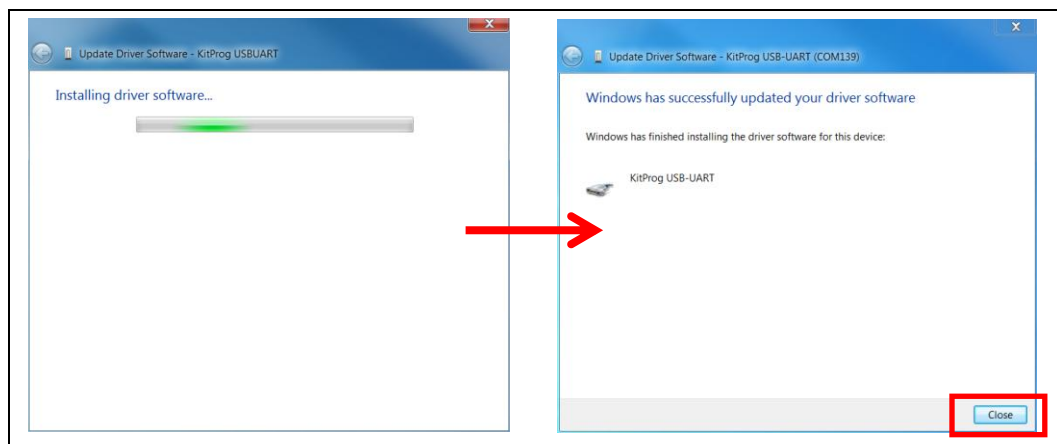 Update Driver Software - KitProg USBUART
Installing driver software...
Update Driver Software - KitProg USB-UART (COM139)
Windows has successfully updated your driver software
Windows has finished installing the driver software for this device:
KitProg USB-UART
Close